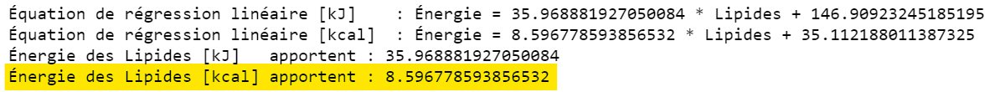 Équation de régression linéaire [kJ]    : Énergie = 35.968881927050084 * Lipides + 146.90923245185195
Équation de régression linéaire [kcal]  : Énergie = 8.596778593856532 * Lipides + 35.112188011387325
Énergie des Lipides [kJ]   apportent : 35.968881927050084
Énergie des Lipides [kcal] apportent : 8.596778593856532